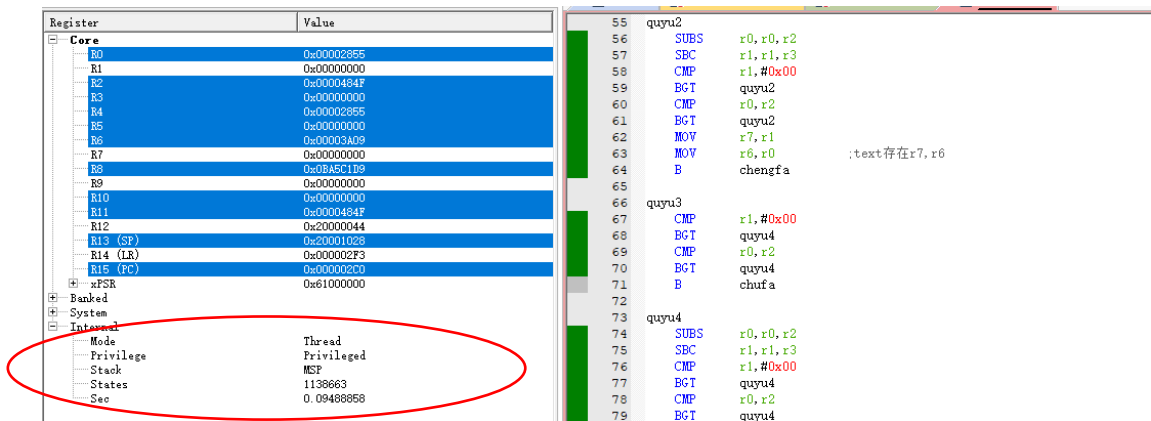 Register Value
Core
R0 0x00002855
R1 0x00000000
R2 0x0000484F
R3 0x00000000
R4 0x00002855
R5 0x00000000
R6 0x00003A09
R7 0x00000000
R8 0x0BA5C1D9
R9 0x00000000
R10 0x00000000
R11 0x0000484F
R12 0x20000044
R13 (SP) 0x20001028
R14 (LR) 0x000002F3
R15 (PC) 0x000002C0
xPSR 0x61000000
Banked
System
Internal
Mode Thread
Privilege Privileged
Stack MSP
States 1138663
Sec 0.09488858
55 quyu2
56 SUBS r0,r0,r2
57 SBC r1,r1,r3
58 CMP r1,#0x00
59 BGT quyu2
60 CMP r0,r2
61 BGT quyu2
62 MOV r7,r1
63 MOV r6,r0 ;text存在r7,r6
64 B chengfa
65
66 quyu3
67 CMP r1,#0x00
68 BGT quyu4
69 CMP r0,r2
70 BGT quyu4
71 B chufa
72
73 quyu4
74 SUBS r0,r0,r2
75 SBC r1,r1,r3
76 CMP r1,#0x00
77 BGT quyu4
78 CMP r0,r2
79 BGT quyu4